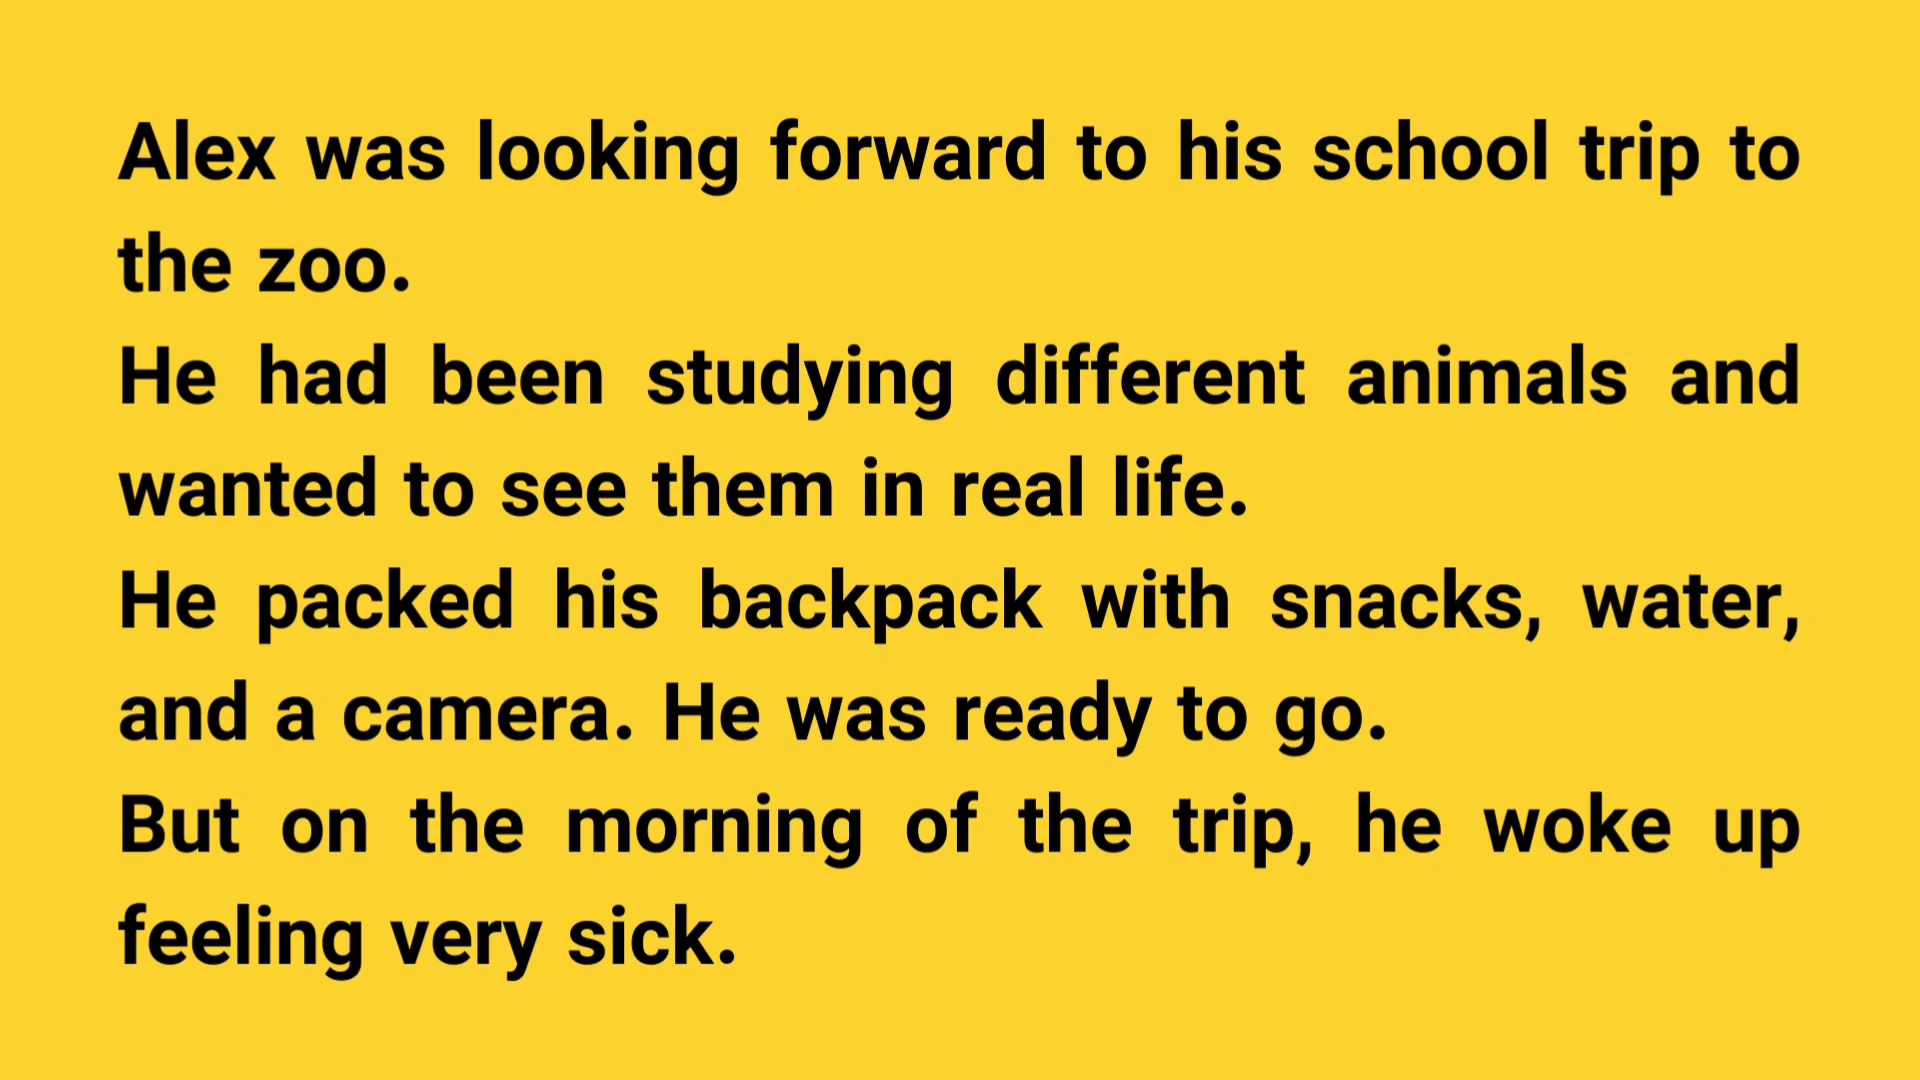 Alex was looking forward to his school trip to
the zoo.
He had been studying different animals and
wanted to see them in real life.
He packed his backpack with snacks, water,
and a camera. He was ready to go.
But on the morning of the trip, he woke up
feeling very sick.